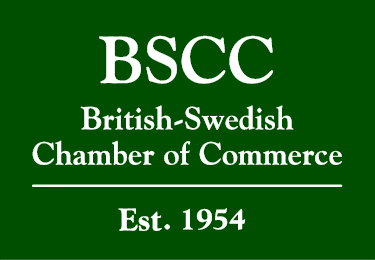 BSCC
British-Swedish
Chamber of Commerce
Est. 1954